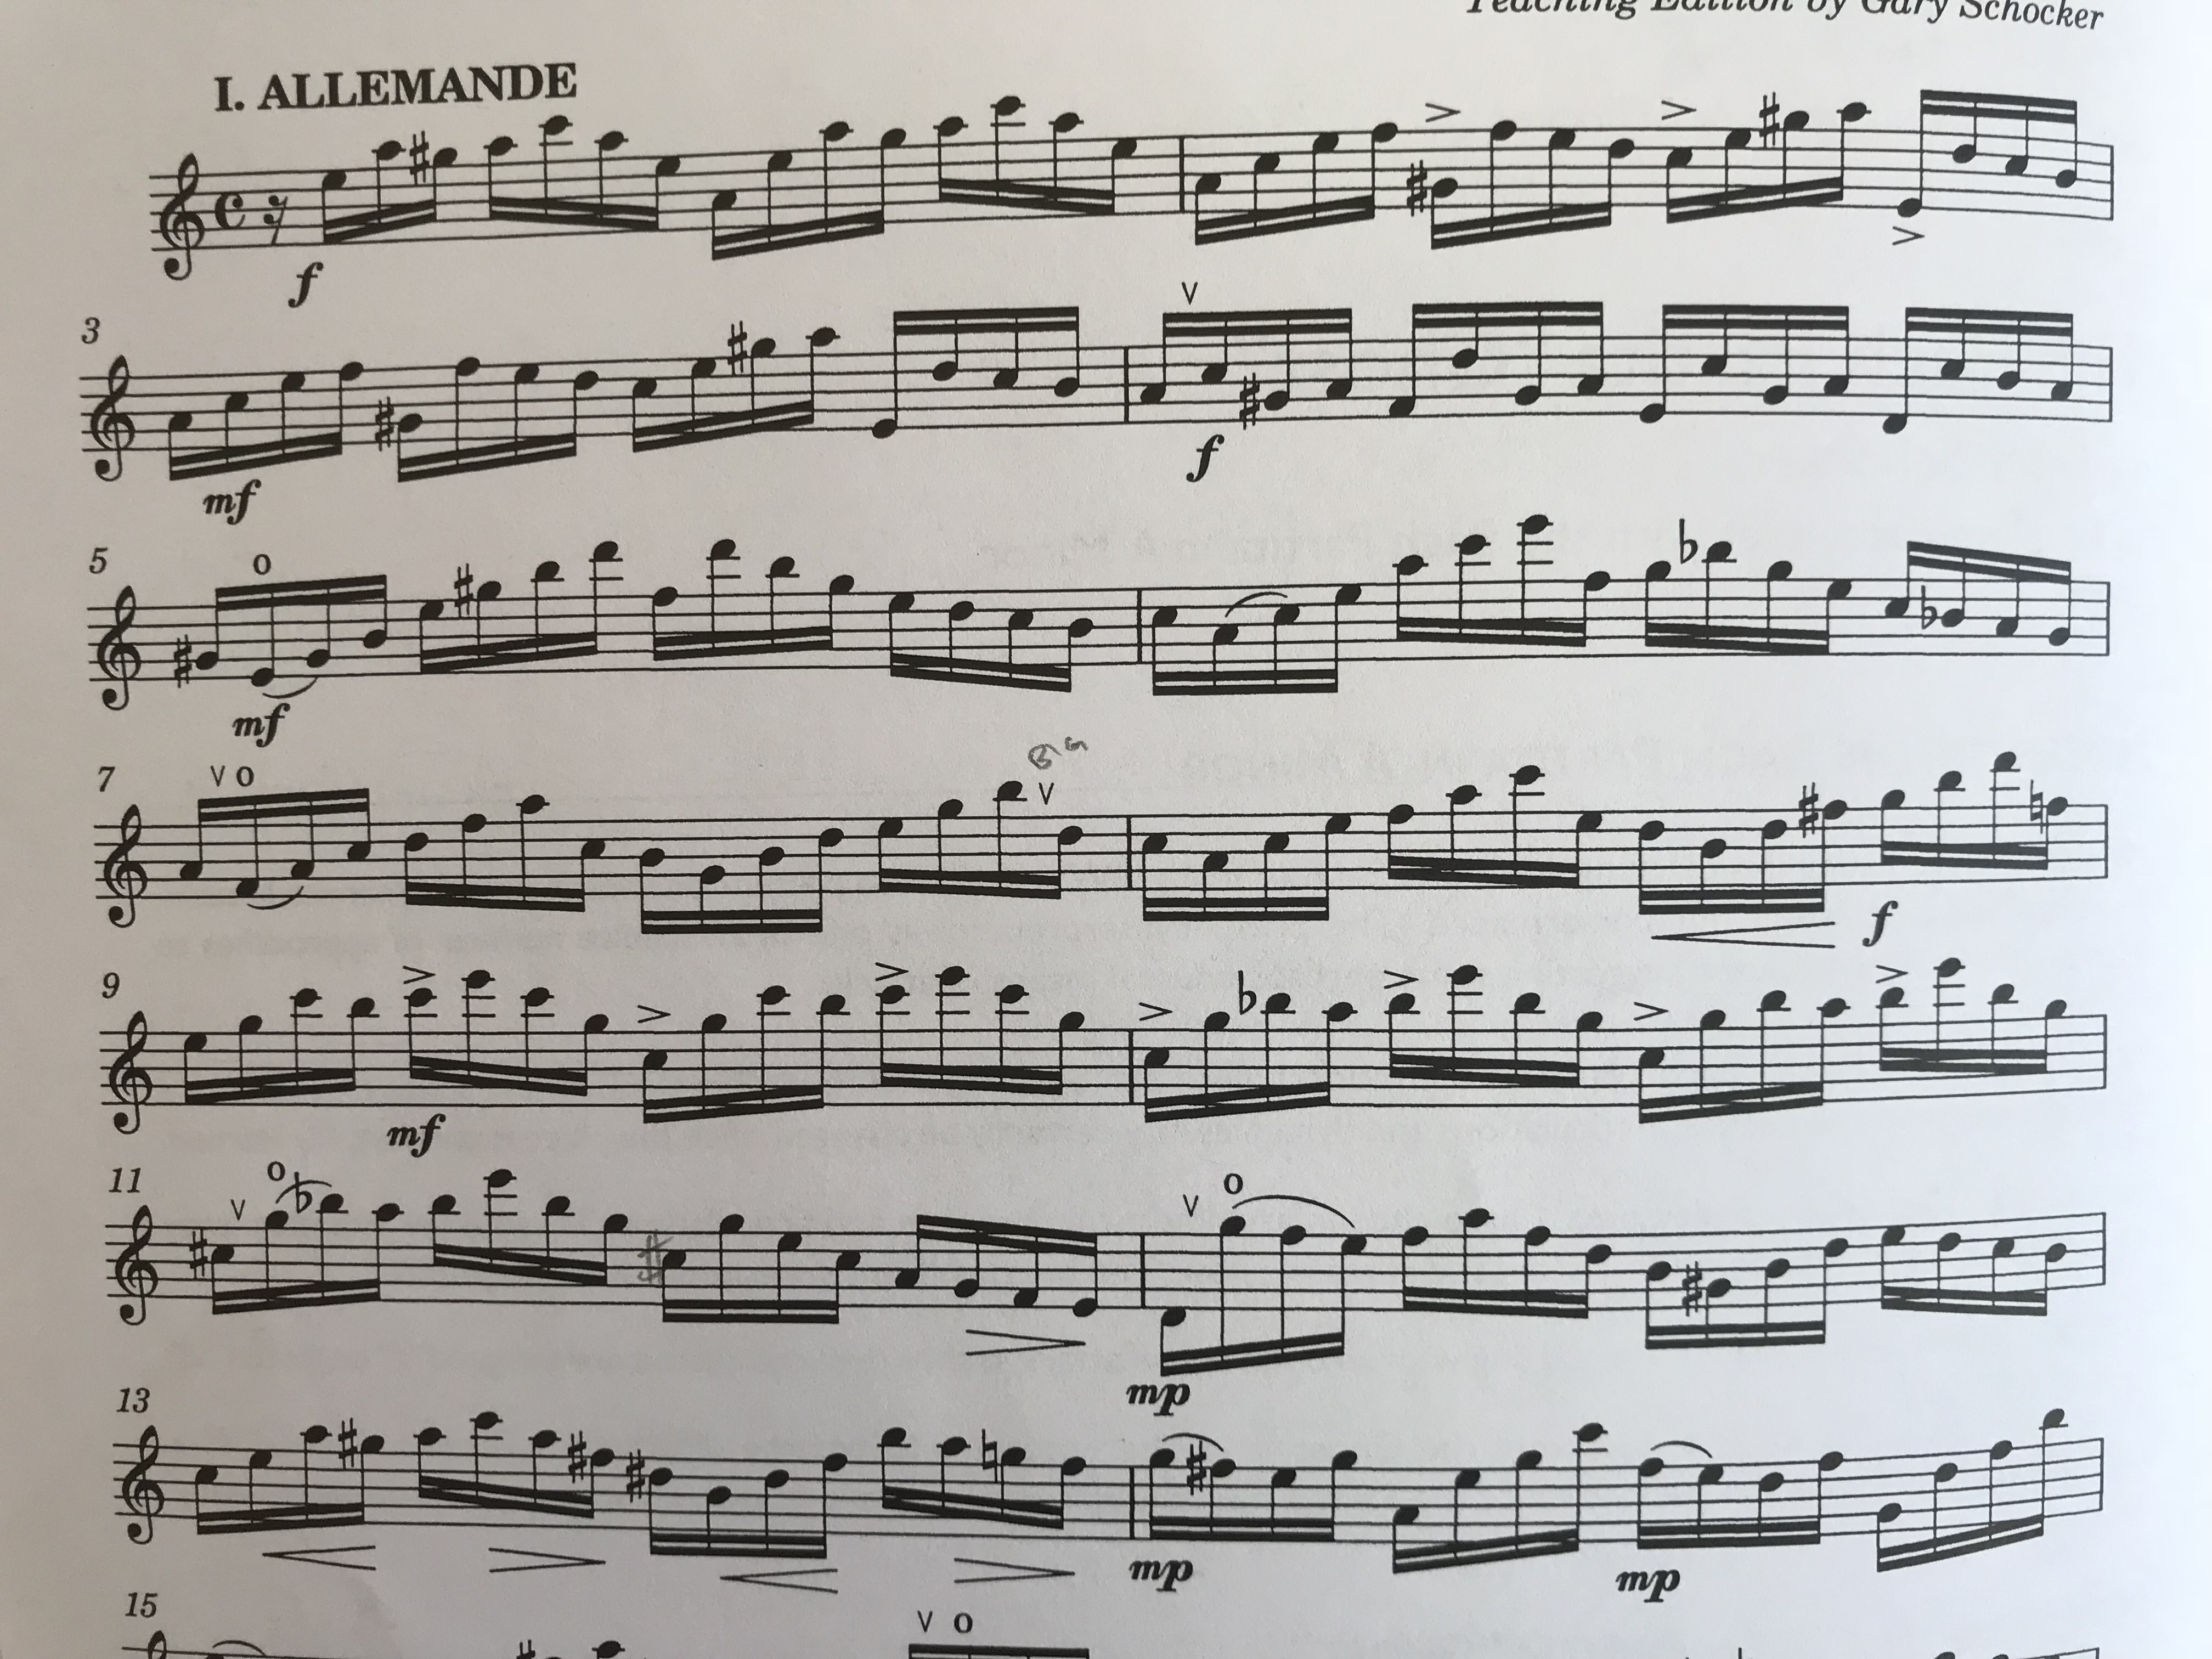 Teaching Edition by Gary Schocker
I. ALLEMANDE
f
3
mf
f
5
o
mf
7
v o
B G
v
f
9
mf
11
v o
v o
mp
13
mp
mp
15
v o